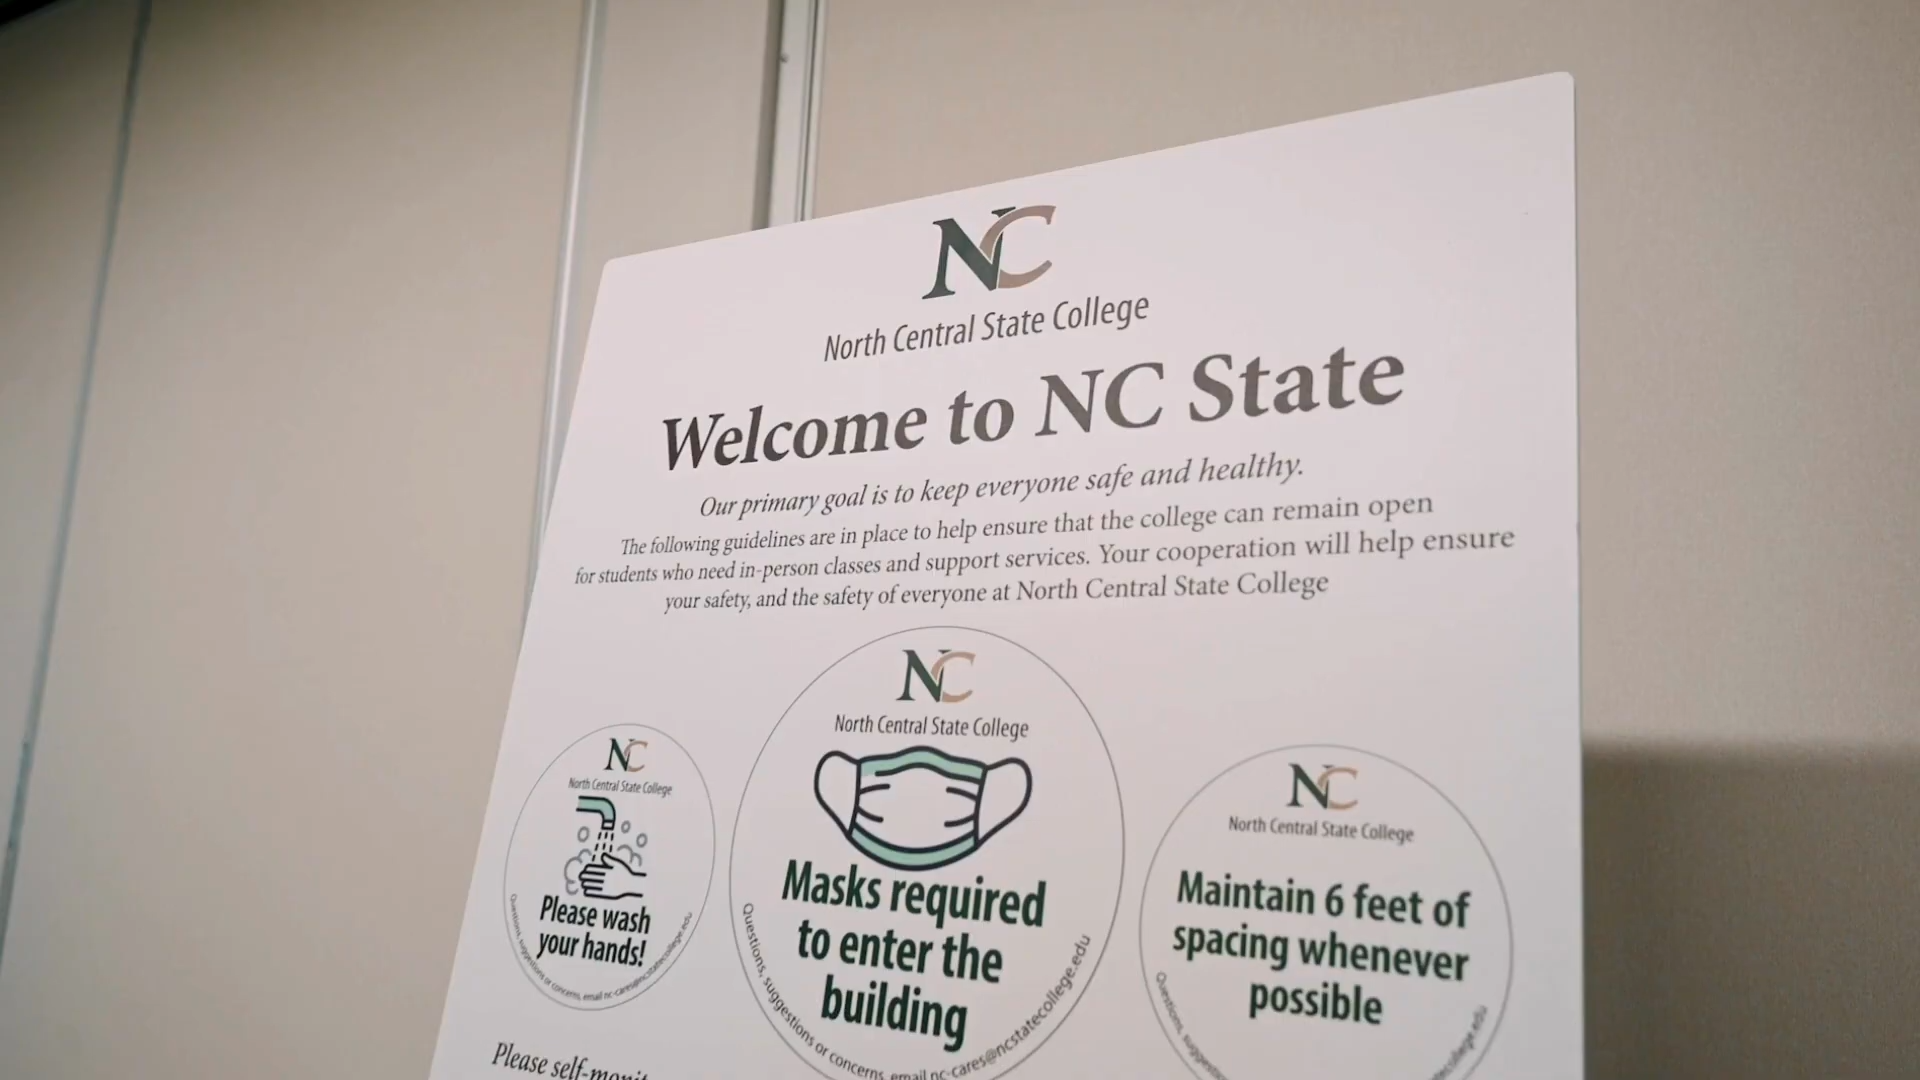 NC
North Central State College
Welcome to NC State
Our primary goal is to keep everyone safe and healthy.
The following guidelines are in place to help ensure that the college can remain open
for students who need in-person classes and support services. Your cooperation will help ensure
your safety, and the safety of everyone at North Central State College
NC
North Central State College
Please wash
your hands!
Questions, suggestions or concerns, email nc-cares@ncstatecollege.edu
NC
North Central State College
Masks required
to enter the
building
Questions, suggestions or concerns, email nc-cares@ncstatecollege.edu
NC
North Central State College
Maintain 6 feet of
spacing whenever
possible
Questions,
Please